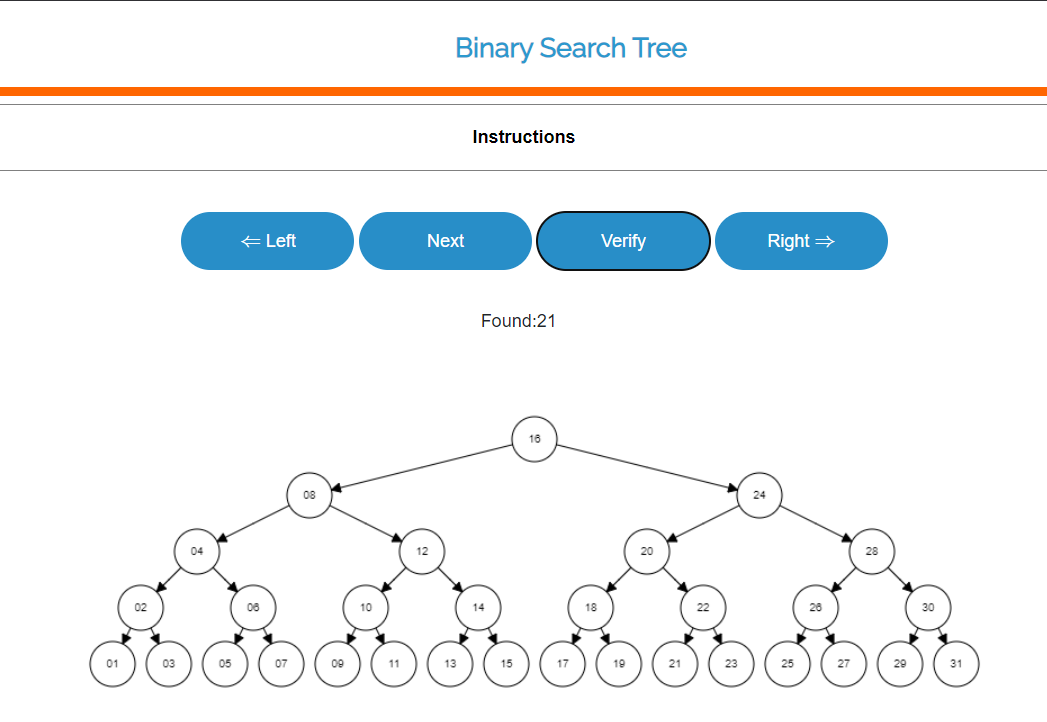 Binary Search Tree
Instructions
⇐ Left Next Verify Right ⇒
Found:21
16
08 24
04 12 20 28
02 06 10 14 18 22 26 30
01 03 05 07 09 11 13 15 17 19 21 23 25 27 29 31